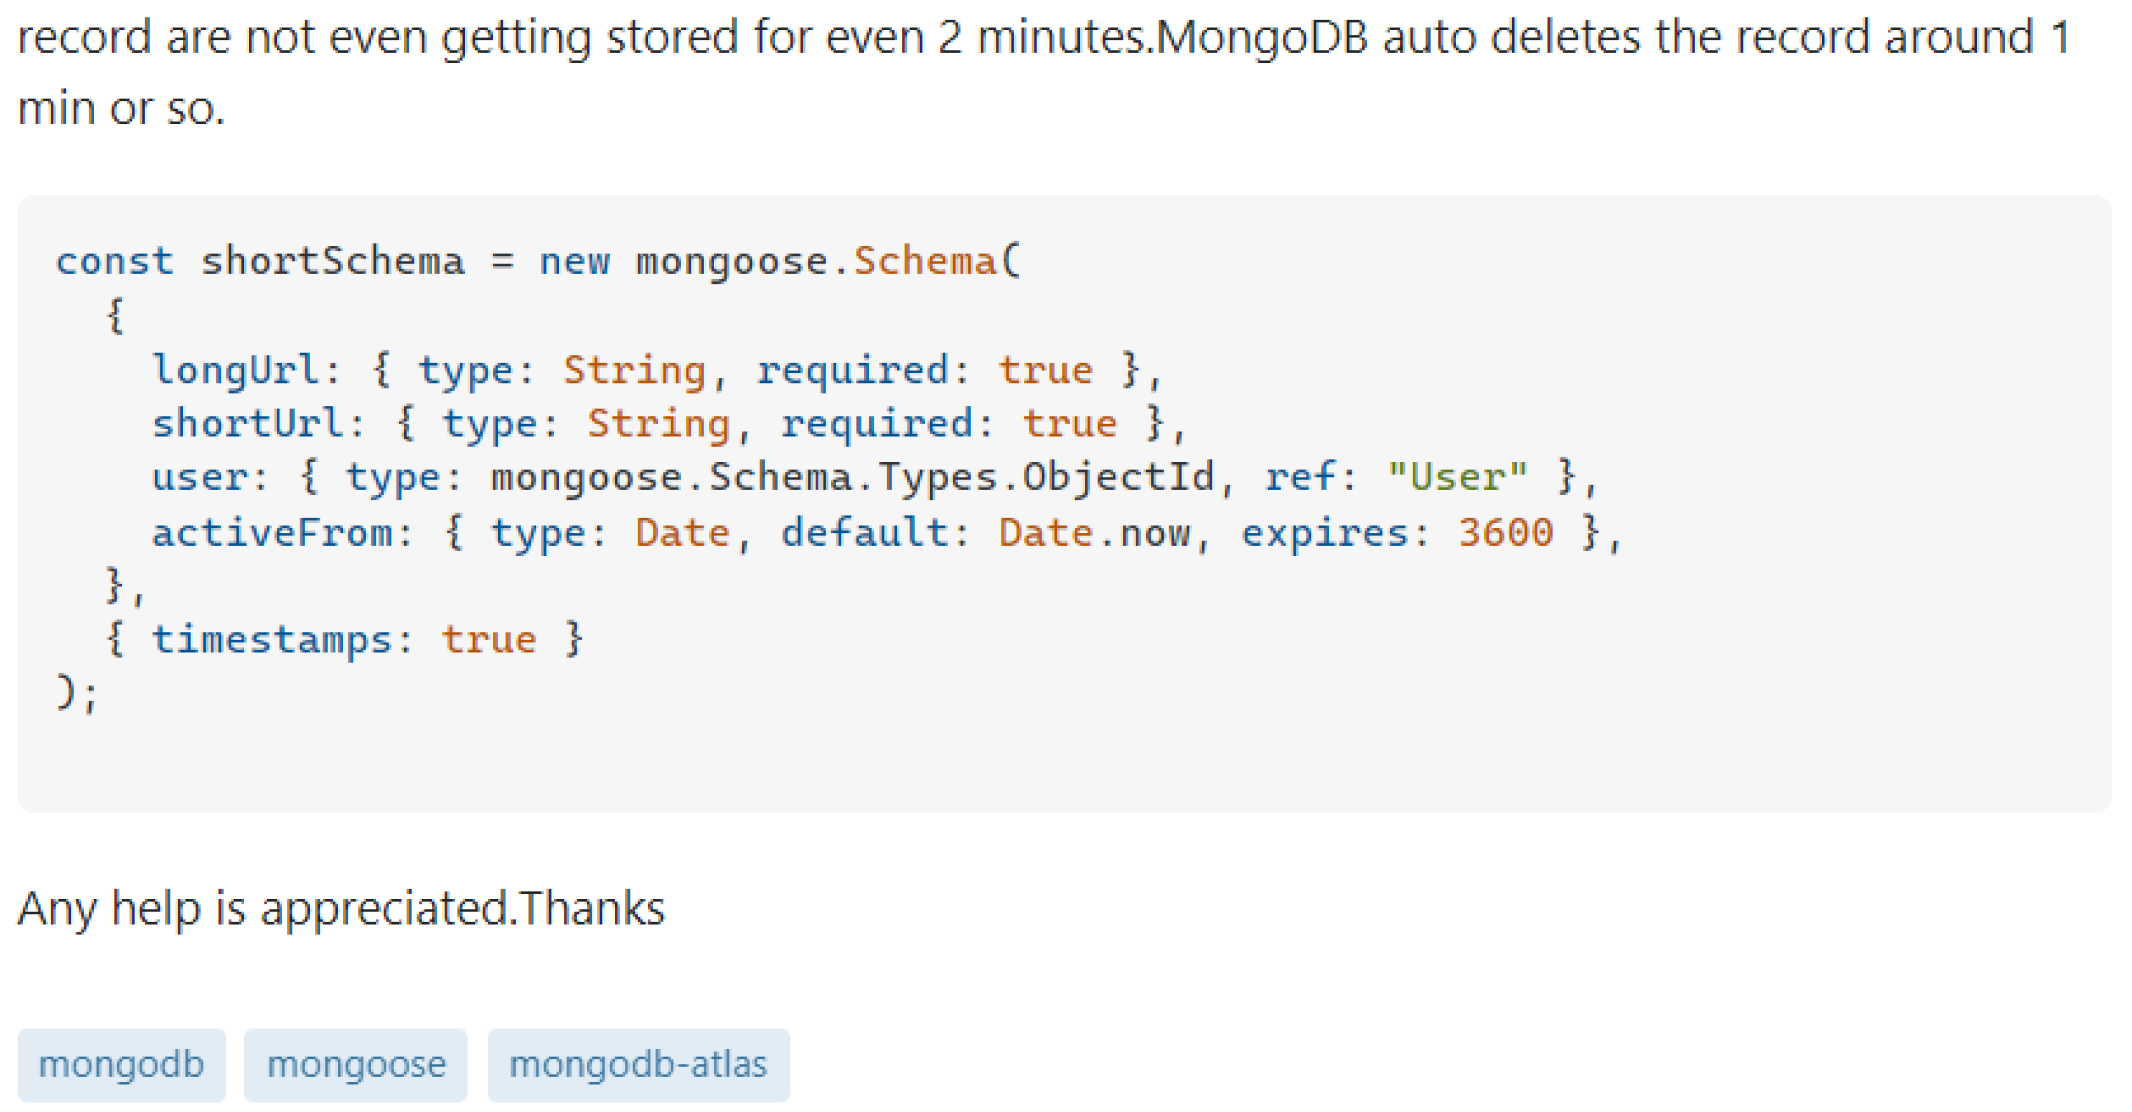 record are not even getting stored for even 2 minutes.MongoDB auto deletes the record around 1
min or so.
const shortSchema = new mongoose.Schema(
  {
    longUrl: { type: String, required: true },
    shortUrl: { type: String, required: true },
    user: { type: mongoose.Schema.Types.ObjectId, ref: "User" },
    activeFrom: { type: Date, default: Date.now, expires: 3600 },
  },
  { timestamps: true }
);
Any help is appreciated.Thanks
mongodb mongoose mongodb-atlas